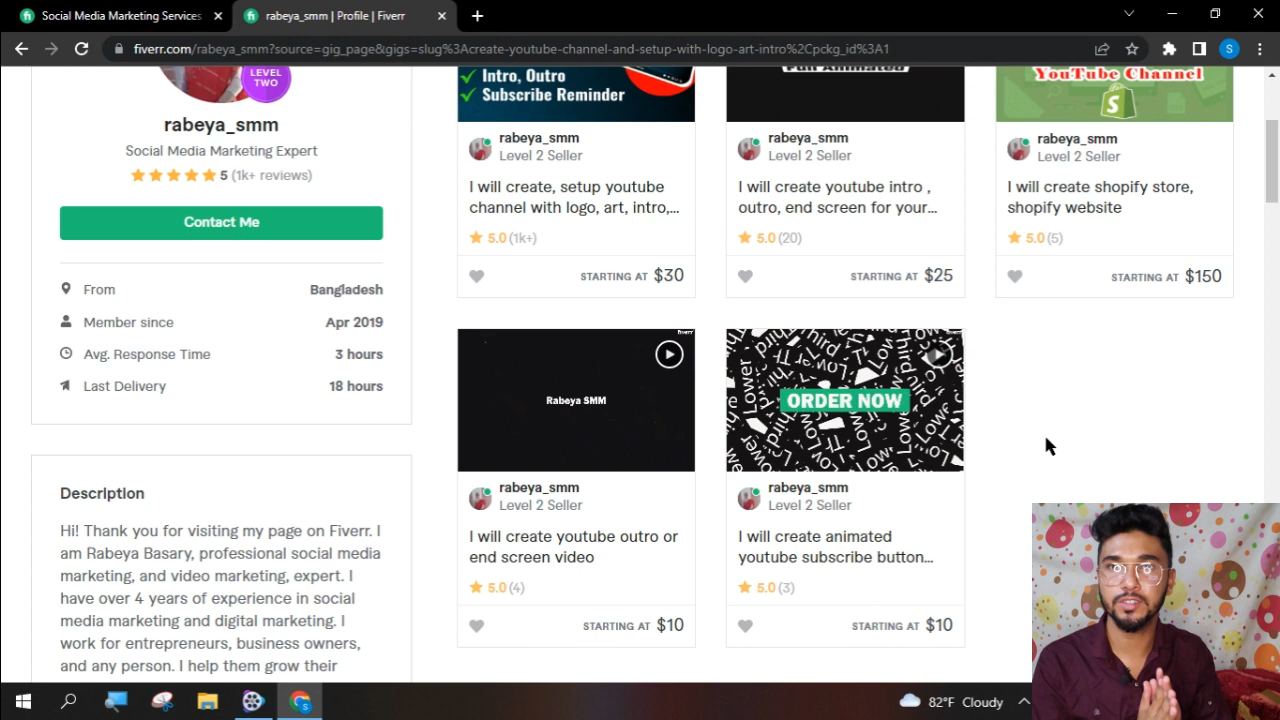 Social Media Marketing Services
rabeya_smm | Profile | Fiverr
fiverr.com/rabeya_smm?source=gig_page&gigs=slug%3Acreate-youtube-channel-and-setup-with-logo-art-intro%2Cpckg_id%3A1
S
LEVEL
TWO
rabeya_smm
Social Media Marketing Expert
5 (1k+ reviews)
Contact Me
From Bangladesh
Member since Apr 2019
Avg. Response Time 3 hours
Last Delivery 18 hours
Description
Hi! Thank you for visiting my page on Fiverr. I
am Rabeya Basary, professional social media
marketing, and video marketing, expert. I
have over 4 years of experience in social
media marketing and digital marketing. I
work for entrepreneurs, business owners,
and any person. I help them grow their
Intro, Outro
Subscribe Reminder
rabeya_smm
Level 2 Seller
I will create, setup youtube
channel with logo, art, intro,...
5.0 (1k+)
STARTING AT $30
Full Animated
rabeya_smm
Level 2 Seller
I will create youtube intro ,
outro, end screen for your...
5.0 (20)
STARTING AT $25
YouTube Channel
rabeya_smm
Level 2 Seller
I will create shopify store,
shopify website
5.0 (5)
STARTING AT $150
fiverr
Rabeya SMM
rabeya_smm
Level 2 Seller
I will create youtube outro or
end screen video
5.0 (4)
STARTING AT $10
Lower Third
ORDER NOW
rabeya_smm
Level 2 Seller
I will create animated
youtube subscribe button...
5.0 (3)
STARTING AT $10
82°F Cloudy